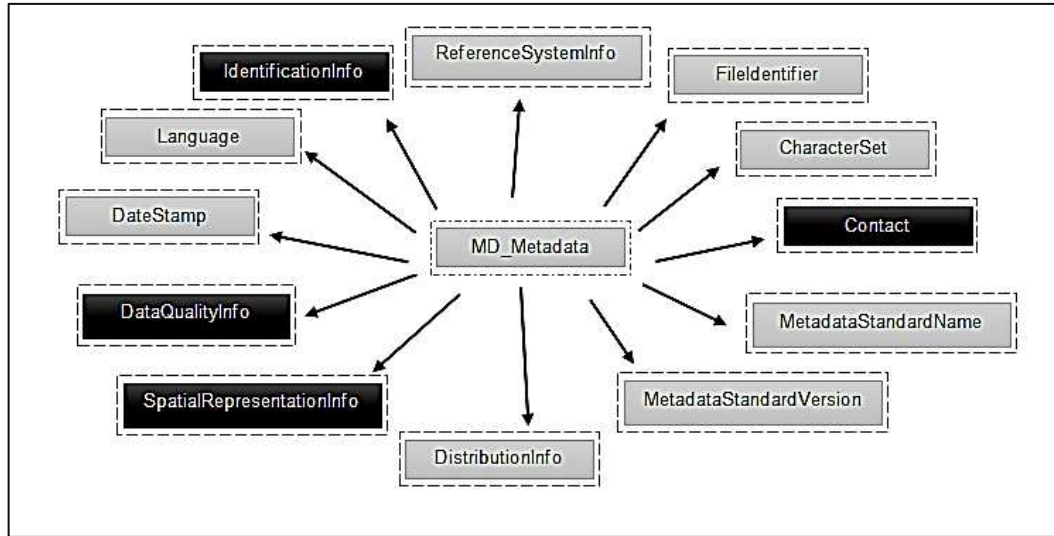 ReferenceSystemInfo
IdentificationInfo
FileIdentifier
Language
CharacterSet
DateStamp
Contact
MD_Metadata
DataQualityInfo
MetadataStandardName
SpatialRepresentationInfo
MetadataStandardVersion
DistributionInfo